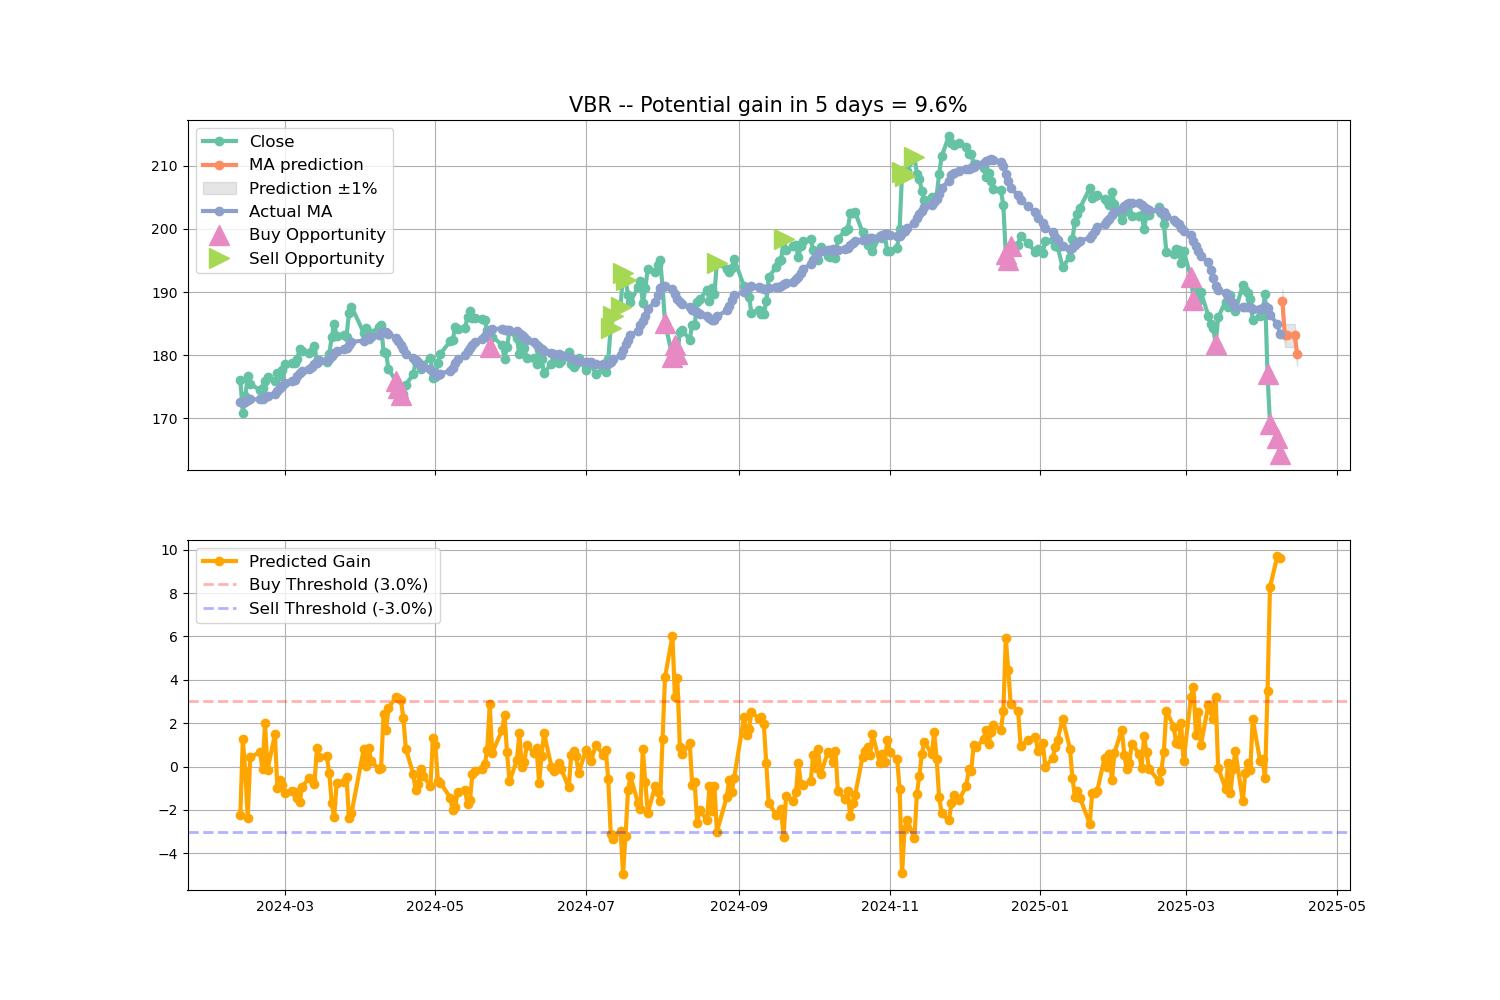 VBR -- Potential gain in 5 days = 9.6%
Close
MA prediction
Prediction ±1%
Actual MA
Buy Opportunity
Sell Opportunity
210
200
190
180
170
Predicted Gain
Buy Threshold (3.0%)
Sell Threshold (-3.0%)
10
8
6
4
2
0
−2
−4
2024-03
2024-05
2024-07
2024-09
2024-11
2025-01
2025-03
2025-05